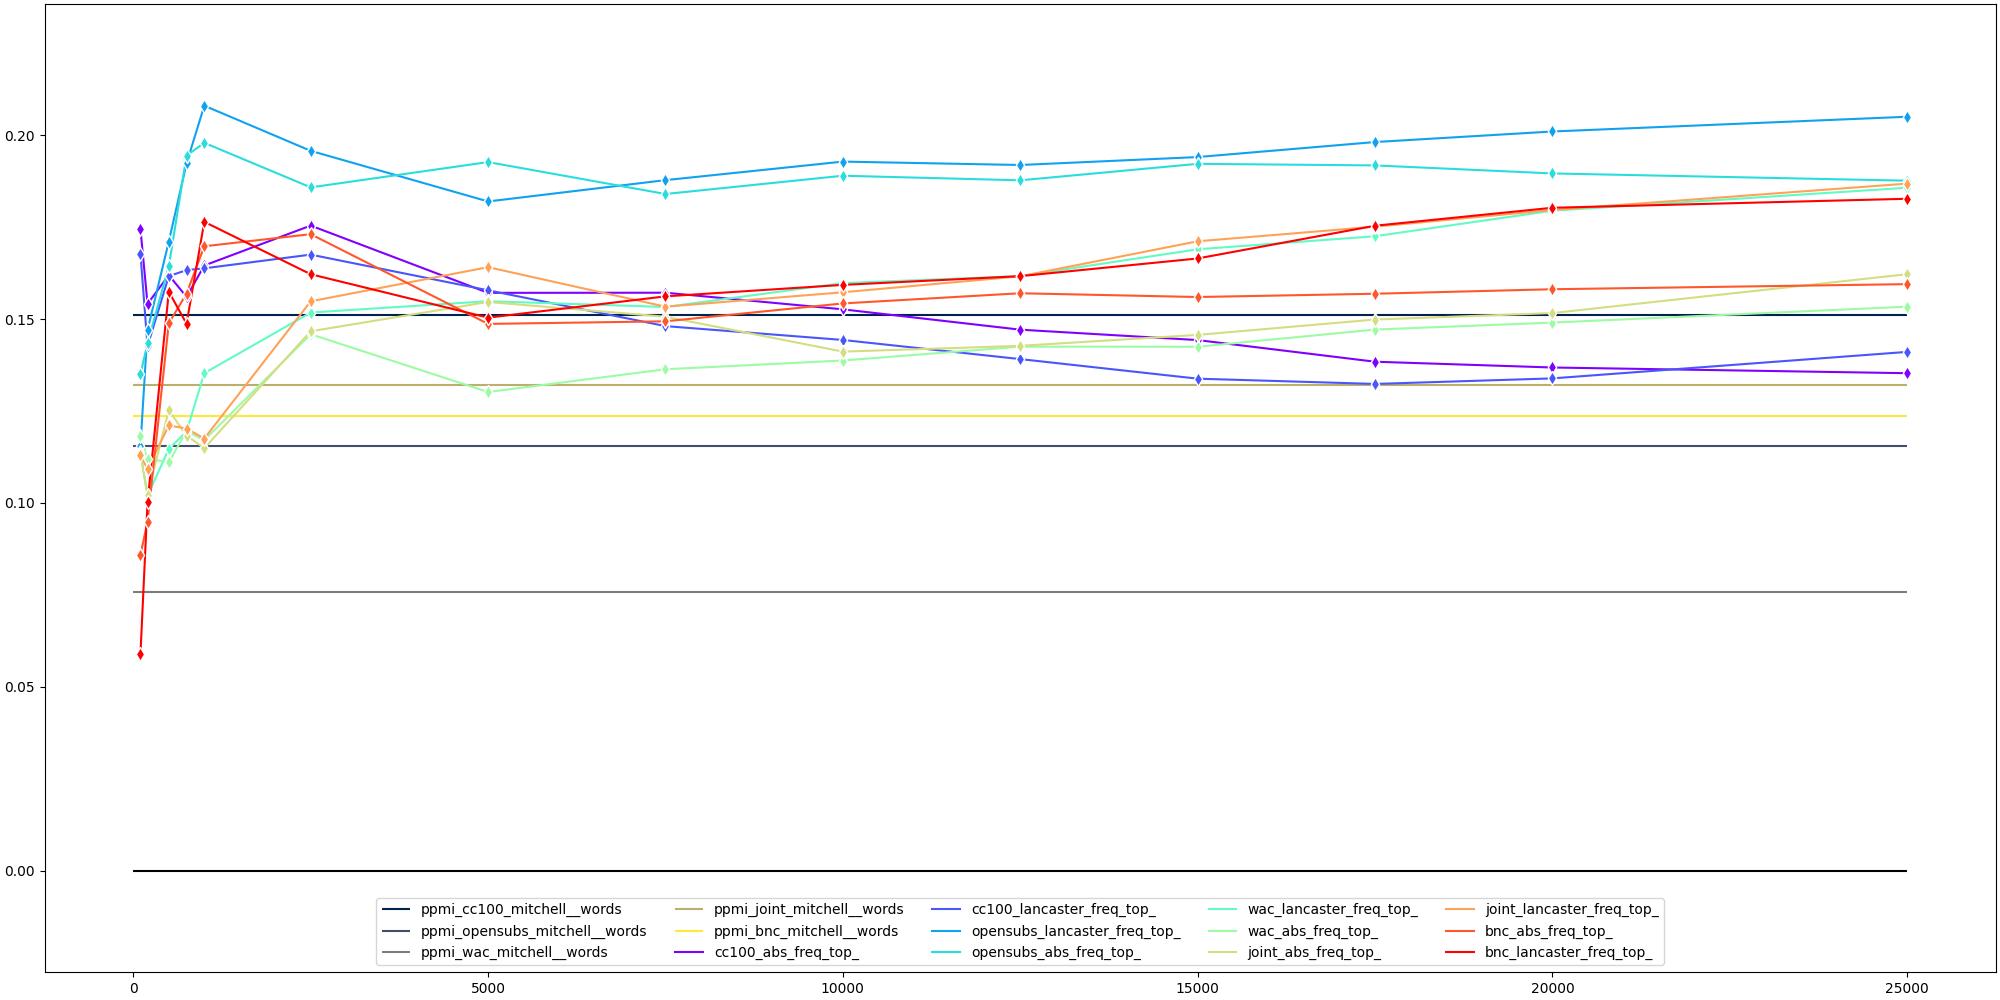 0.20
0.15
0.10
0.05
0.00
ppmi_cc100_mitchell__words ppmi_joint_mitchell__words cc100_lancaster_freq_top_ wac_lancaster_freq_top_ joint_lancaster_freq_top_
ppmi_opensubs_mitchell__words ppmi_bnc_mitchell__words opensubs_lancaster_freq_top_ wac_abs_freq_top_ bnc_abs_freq_top_
ppmi_wac_mitchell__words cc100_abs_freq_top_ opensubs_abs_freq_top_ joint_abs_freq_top_ bnc_lancaster_freq_top_
0 5000 10000 15000 20000 25000